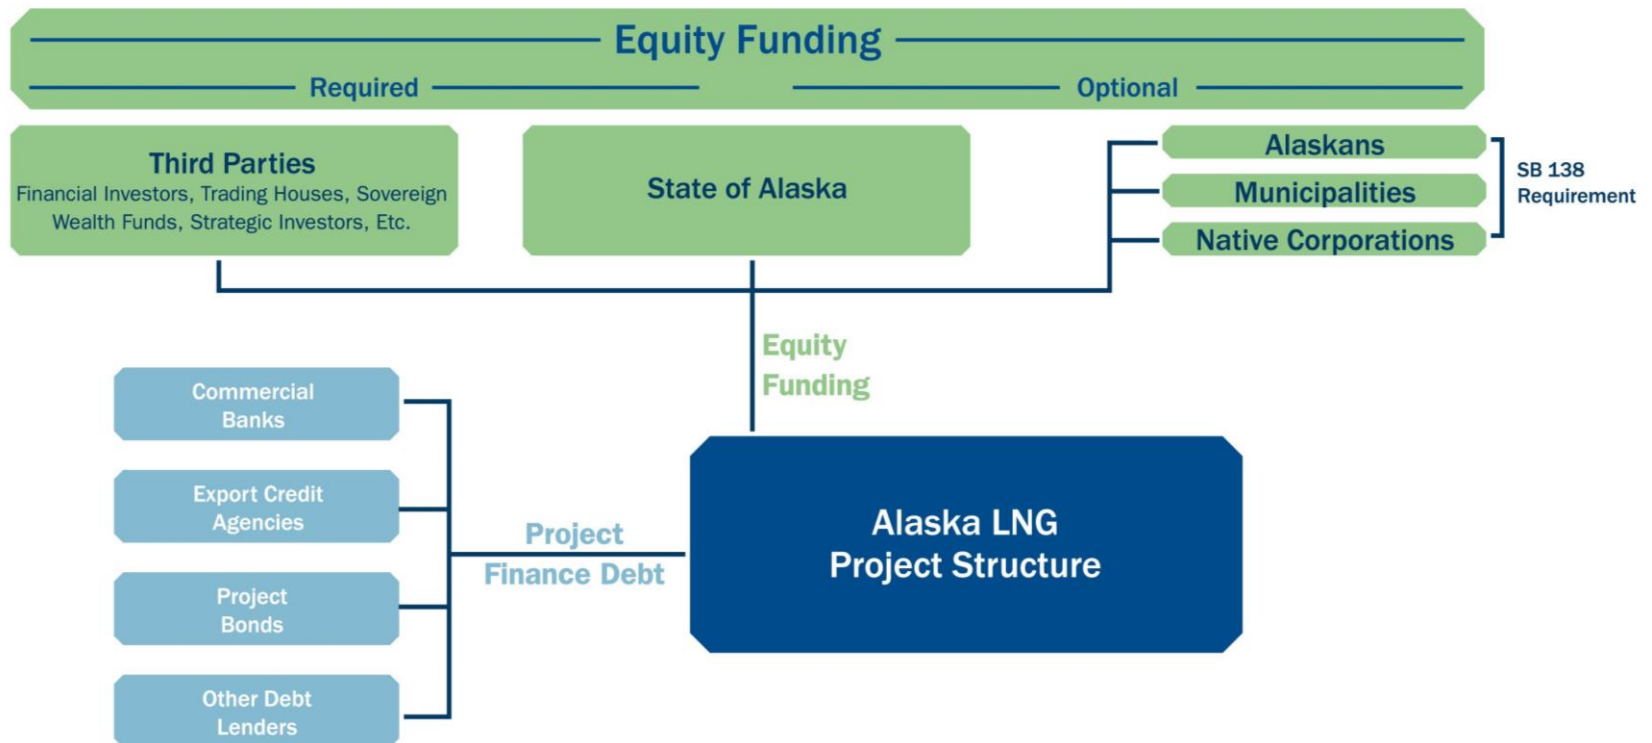 Equity Funding
Required
Optional
Third Parties
Financial Investors, Trading Houses, Sovereign
Wealth Funds, Strategic Investors, Etc.
State of Alaska
Alaskans
Municipalities
Native Corporations
SB 138
Requirement
Equity
Funding
Commercial
Banks
Export Credit
Agencies
Project
Bonds
Other Debt
Lenders
Project
Finance Debt
Alaska LNG
Project Structure